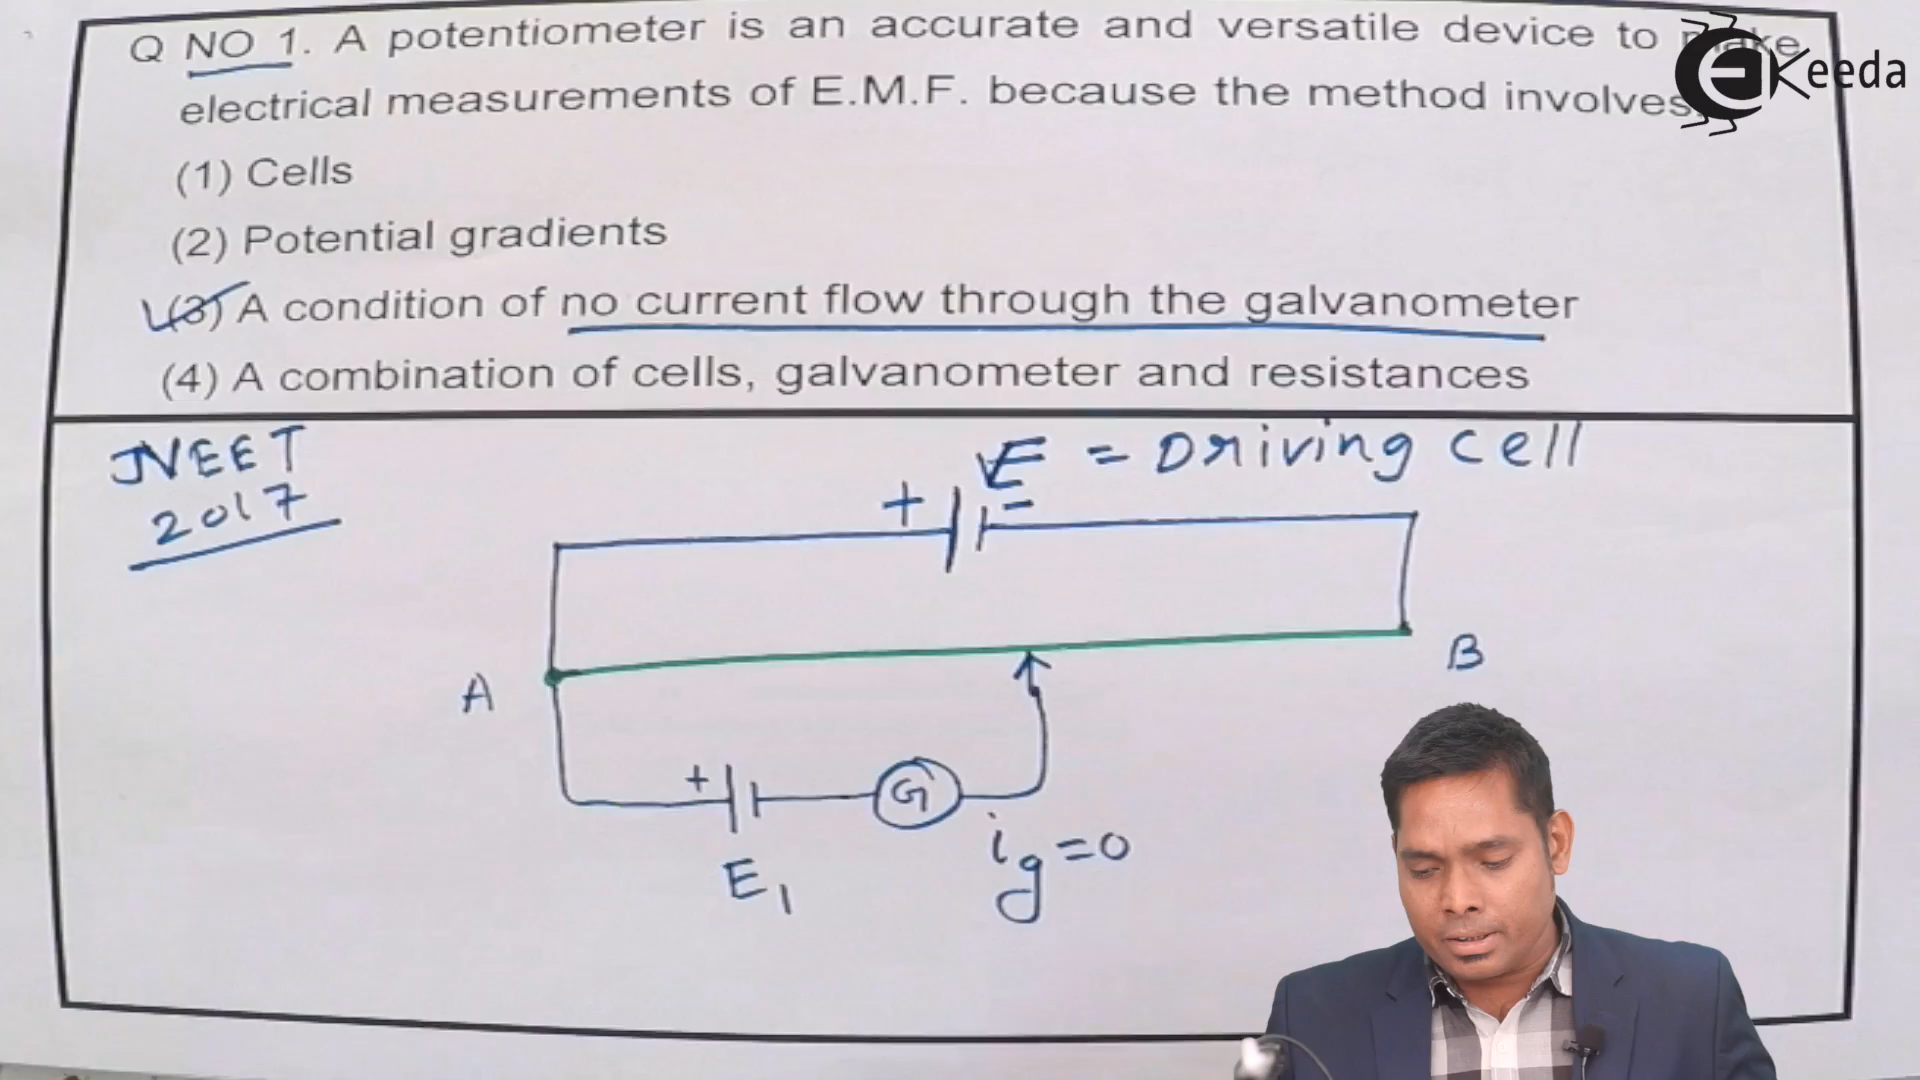 Q NO 1. A potentiometer is an accurate and versatile device to make
electrical measurements of E.M.F. because the method involves
(1) Cells
(2) Potential gradients
(3) A condition of no current flow through the galvanometer
(4) A combination of cells, galvanometer and resistances
Keeda
NEET
2017
E = Driving cell
+ -
A
B
+
G
E1
ig=0